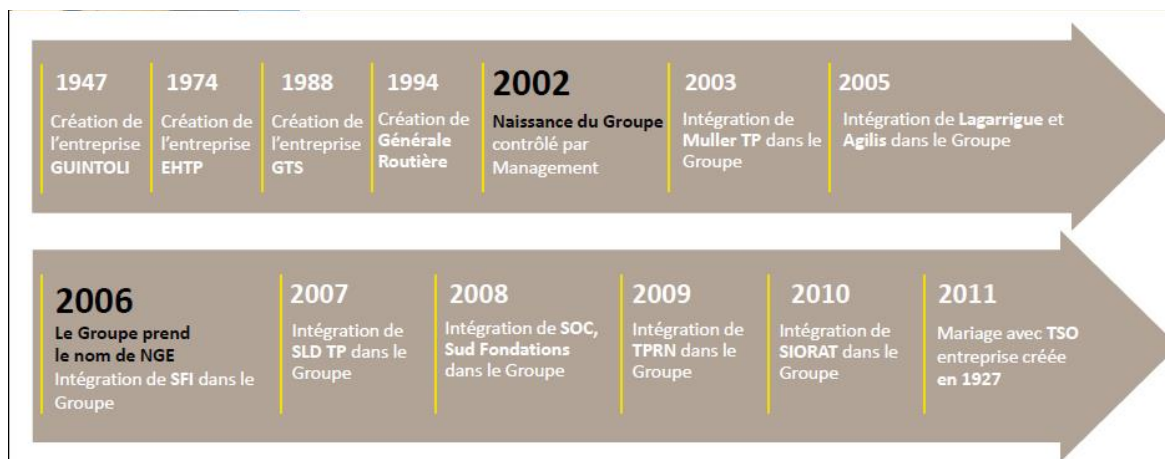 1947
Création de
l'entreprise
GUINTOLI
1974
Création de
l'entreprise
EHTP
1988
Création de
l'entreprise
GTS
1994
Création de
Générale
Routière
2002
Naissance du Groupe
contrôlé par
Management
2003
Intégration de
Muller TP dans le
Groupe
2005
Intégration de Lagarrigue et
Agilis dans le Groupe
2006
Le Groupe prend
le nom de NGE
Intégration de SFI dans le
Groupe
2007
Intégration de
SLD TP dans le
Groupe
2008
Intégration de SOC,
Sud Fondations
dans le Groupe
2009
Intégration de
TPRN dans le
Groupe
2010
Intégration de
SIORAT dans le
Groupe
2011
Mariage avec TSO
entreprise créée
en 1927